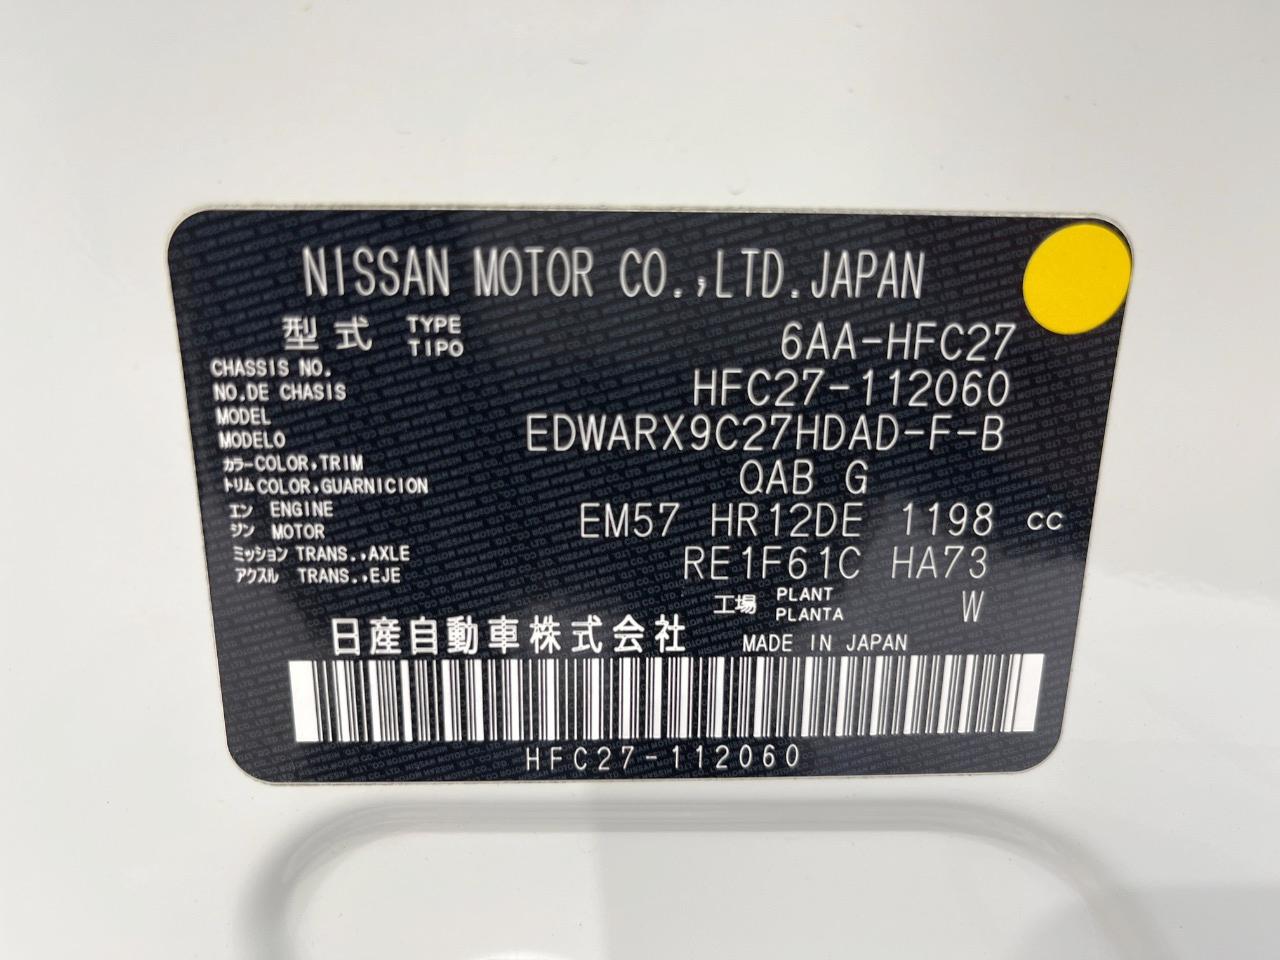 NISSAN MOTOR CO.,LTD.JAPAN
型式 TYPE TIPO 6AA-HFC27
CHASSIS NO.
NO.DE CHASIS HFC27-112060
MODEL
MODELO EDWARX9C27HDAD-F-B
カラー COLOR,TRIM
トリム COLOR,GUARNICION QAB G
エン ENGINE
ジン MOTOR EM57 HR12DE 1198 cc
ミッション TRANS.,AXLE
アクスル TRANS.,EJE RE1F61C HA73
工場 PLANT PLANTA W
日産自動車株式会社 MADE IN JAPAN
HFC27-112060